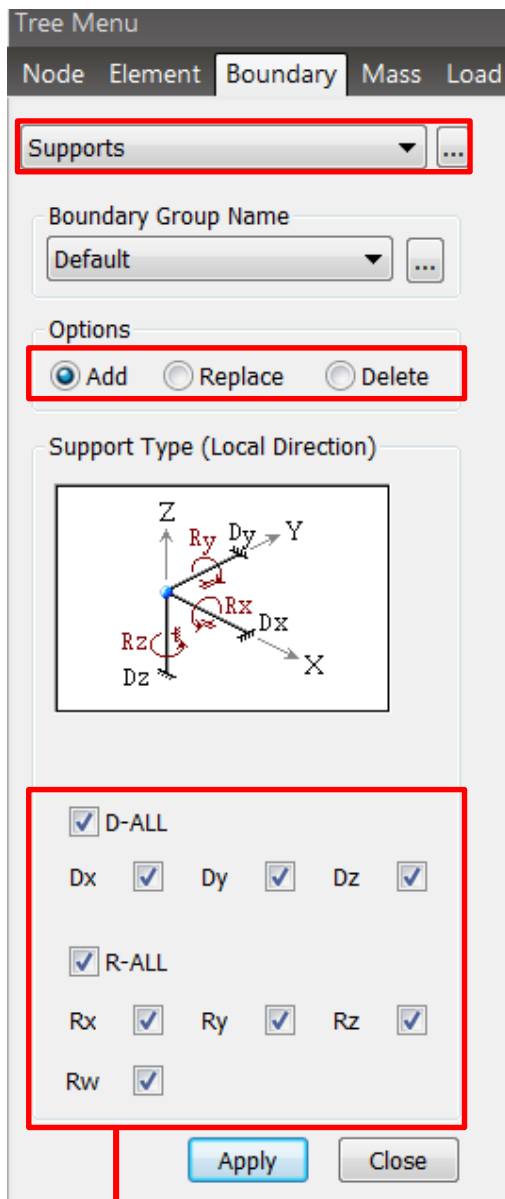 Tree Menu
Node Element Boundary Mass Load
Supports ...
Boundary Group Name
Default ...
Options
Add Replace Delete
Support Type (Local Direction)
Z
Ry Dy Y
Rx
Dx
Rz
Dz X
D-ALL
Dx Dy Dz
R-ALL
Rx Ry Rz
Rw
Apply Close